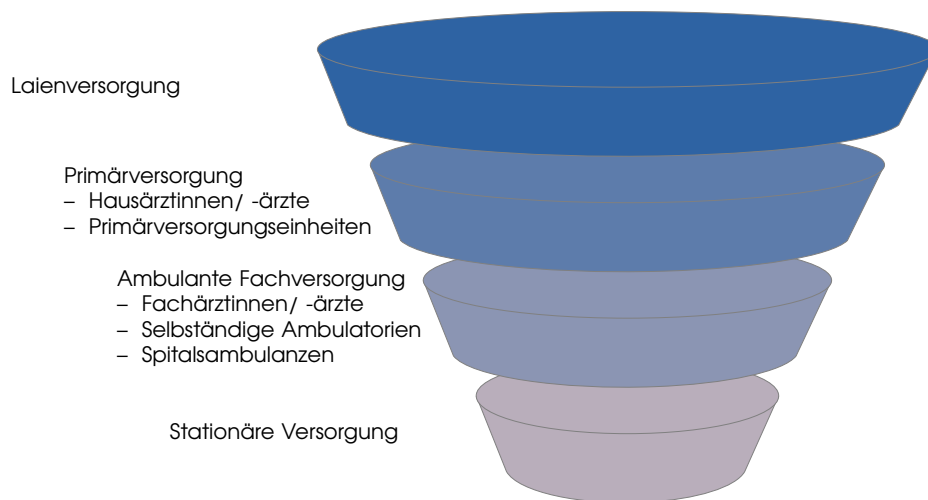 Laienversorgung
Primärversorgung
– Hausärztinnen/ -ärzte
– Primärversorgungseinheiten
Ambulante Fachversorgung
– Fachärztinnen/ -ärzte
– Selbständige Ambulatorien
– Spitalsambulanzen
Stationäre Versorgung